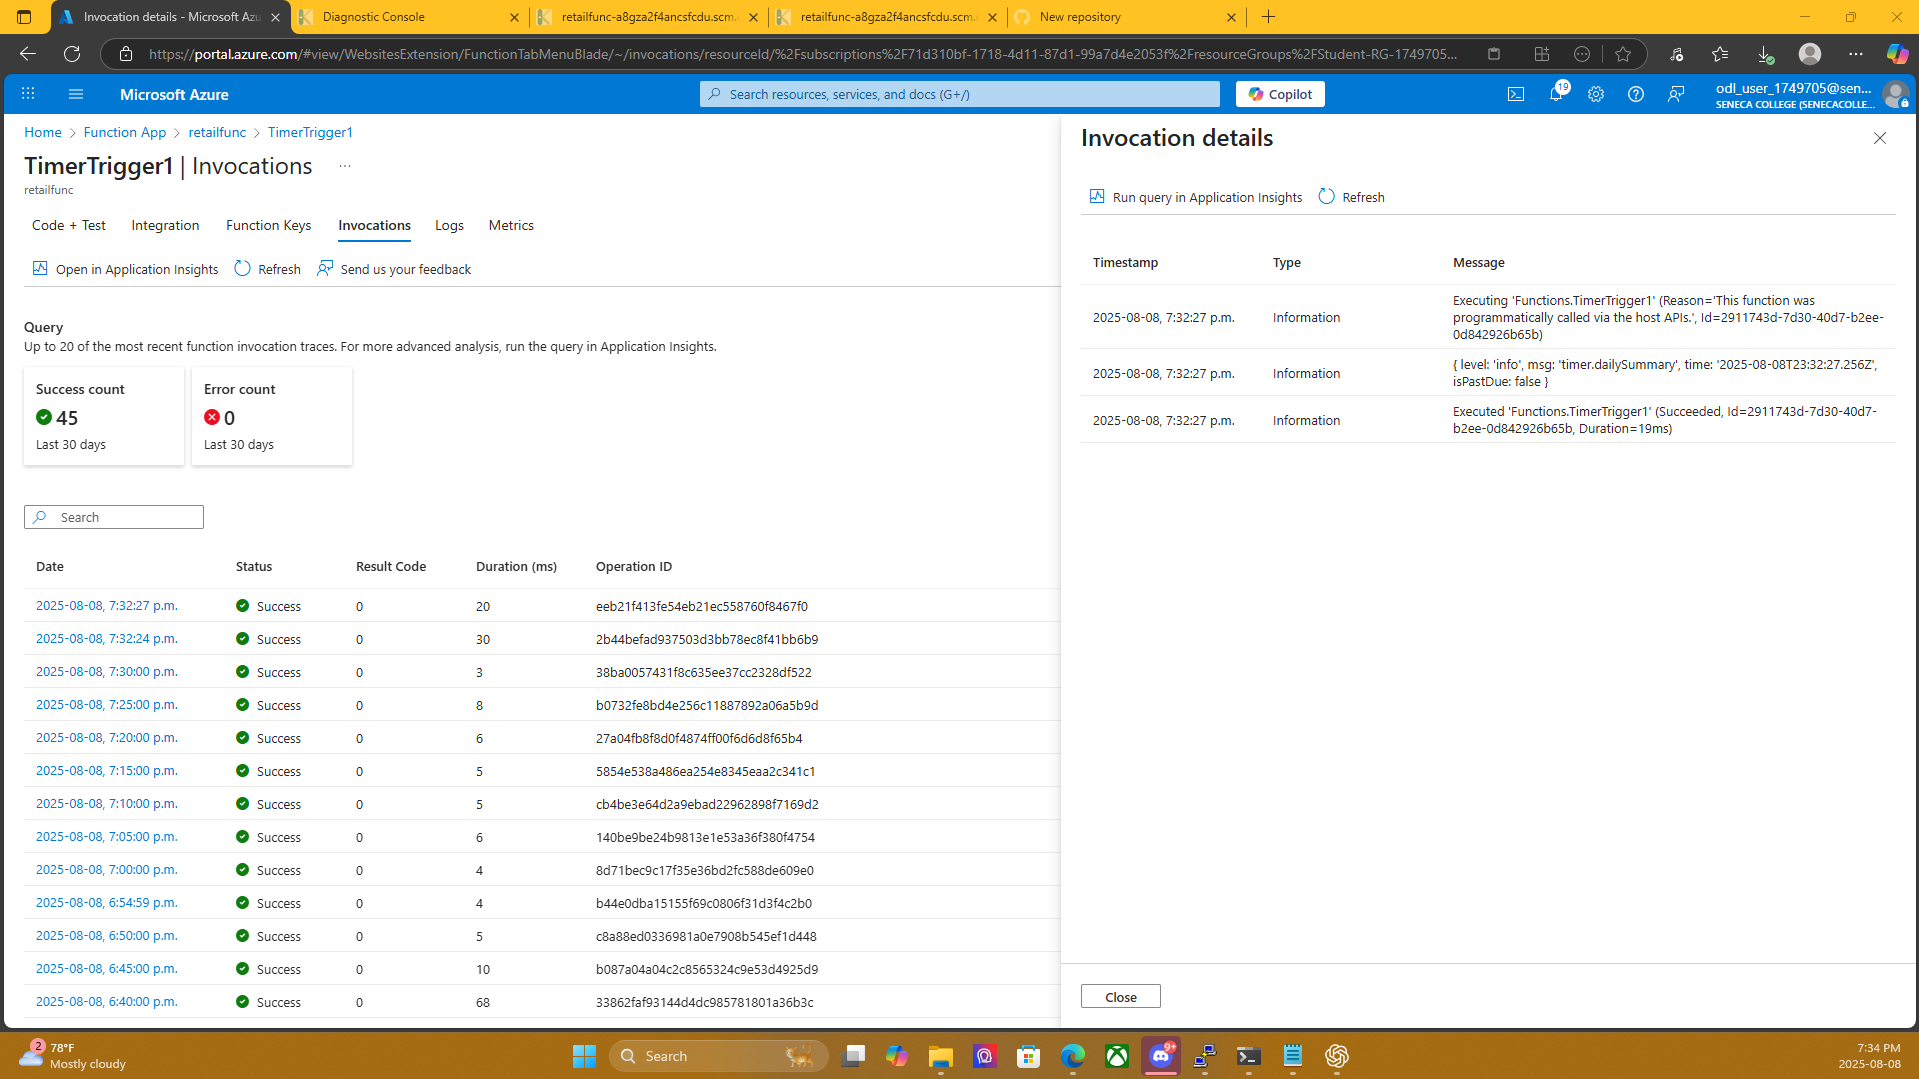 Invocation details - Microsoft Azu
Diagnostic Console
retailfunc-a8gza2f4ancsfcdu.scm.
retailfunc-a8gza2f4ancsfcdu.scm.
New repository
https://portal.azure.com/#view/WebsitesExtension/FunctionTabMenuBlade/~/invocations/resourceId/%2Fsubscriptions%2F71d310bf-1718-4d11-87d1-99a7d4e2053f%2FresourceGroups%2FStudent-RG-1749705...
Microsoft Azure
Search resources, services, and docs (G+/)
Copilot
19
odl_user_1749705@sen...
SENECA COLLEGE (SENECACOLLE...
Home > Function App > retailfunc > TimerTrigger1
TimerTrigger1 | Invocations ...
retailfunc
Code + Test Integration Function Keys Invocations Logs Metrics
Open in Application Insights Refresh Send us your feedback
Query
Up to 20 of the most recent function invocation traces. For more advanced analysis, run the query in Application Insights.
Success count
45
Last 30 days
Error count
0
Last 30 days
Search
Date Status Result Code Duration (ms) Operation ID
2025-08-08, 7:32:27 p.m. Success 0 20 eeb21f413fe54eb21ec558760f8467f0
2025-08-08, 7:32:24 p.m. Success 0 30 2b44befad937503d3bb78ec8f41bb6b9
2025-08-08, 7:30:00 p.m. Success 0 3 38ba0057431f8c635ee37cc2328df522
2025-08-08, 7:25:00 p.m. Success 0 8 b0732fe8bd4e256c11887892a06a5b9d
2025-08-08, 7:20:00 p.m. Success 0 6 27a04fb8f8d0f4874ff00f6d6d8f65b4
2025-08-08, 7:15:00 p.m. Success 0 5 5854e538a486ea254e8345eaa2c341c1
2025-08-08, 7:10:00 p.m. Success 0 5 cb4be3e64d2a9ebad22962898f7169d2
2025-08-08, 7:05:00 p.m. Success 0 6 140be9be24b9813e1e53a36f380f4754
2025-08-08, 7:00:00 p.m. Success 0 4 8d71bec9c17f35e36bd2fc588de609e0
2025-08-08, 6:54:59 p.m. Success 0 4 b44e0dba15155f69c0806f31d3f4c2b0
2025-08-08, 6:50:00 p.m. Success 0 5 c8a88ed0336981a0e7908b545ef1d448
2025-08-08, 6:45:00 p.m. Success 0 10 b087a04a04c2c8565324c9e53d4925d9
2025-08-08, 6:40:00 p.m. Success 0 68 33862faf93144d4dc985781801a36b3c
Invocation details
Run query in Application Insights Refresh
Timestamp Type Message
2025-08-08, 7:32:27 p.m. Information Executing 'Functions.TimerTrigger1' (Reason='This function was
programmatically called via the host APIs.', Id=2911743d-7d30-40d7-b2ee-
0d842926b65b)
2025-08-08, 7:32:27 p.m. Information { level: 'info', msg: 'timer.dailySummary', time: '2025-08-08T23:32:27.256Z',
isPastDue: false }
2025-08-08, 7:32:27 p.m. Information Executed 'Functions.TimerTrigger1' (Succeeded, Id=2911743d-7d30-40d7-
b2ee-0d842926b65b, Duration=19ms)
Close
2
78°F
Mostly cloudy
Search
9+
7:34 PM
2025-08-08